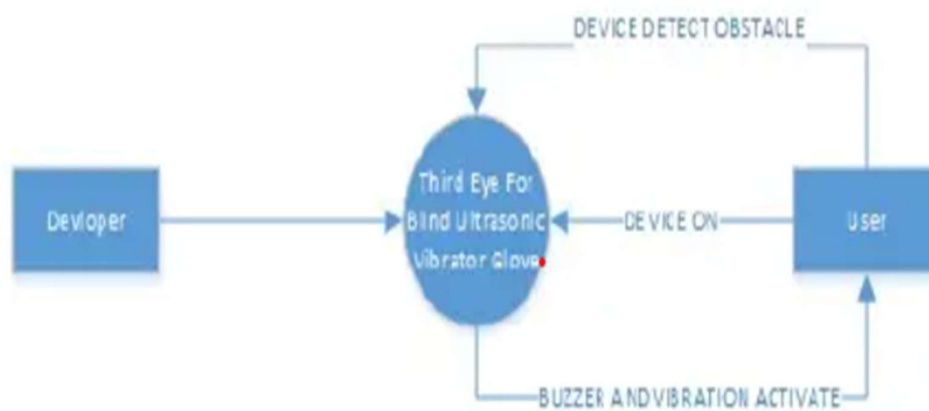 DEVICE DETECT OBSTACLE
Devloper
Third Eye For
Blind Ultrasonic
Vibrator Glove
DEVICE ON
User
BUZZER AND VIBRATION ACTIVATE